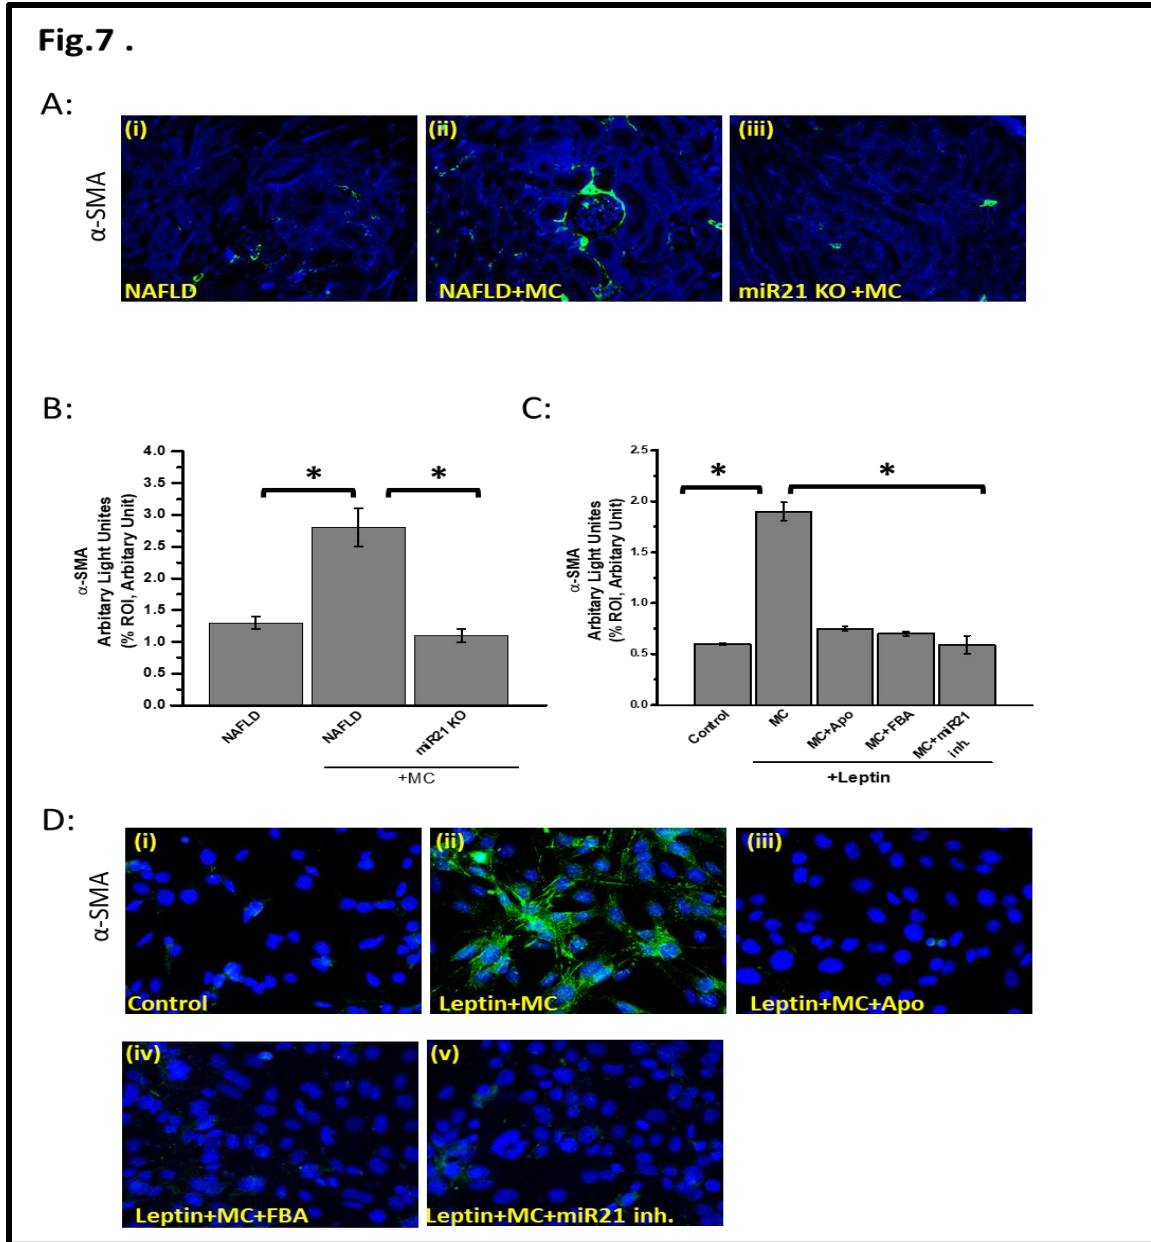 Fig.7 .
A:
α-SMA
(i)
NAFLD
(ii)
NAFLD+MC
(iii)
miR21 KO +MC
B:
α-SMA
Arbitary Light Unites
(% ROI, Arbitary Unit)
4.0
3.5
3.0
2.5
2.0
1.5
1.0
0.5
0.0
*
*
NAFLD
NAFLD
miR21 KO
+MC
C:
α-SMA
Arbitary Light Unites
(% ROI, Arbitary Unit)
2.5
2.0
1.5
1.0
0.5
0.0
*
*
Control
MC
MC+Apo
MC+FBA
MC+miR21
inh.
+Leptin
D:
α-SMA
(i)
Control
(ii)
Leptin+MC
(iii)
Leptin+MC+Apo
(iv)
Leptin+MC+FBA
(v)
Leptin+MC+miR21 inh.